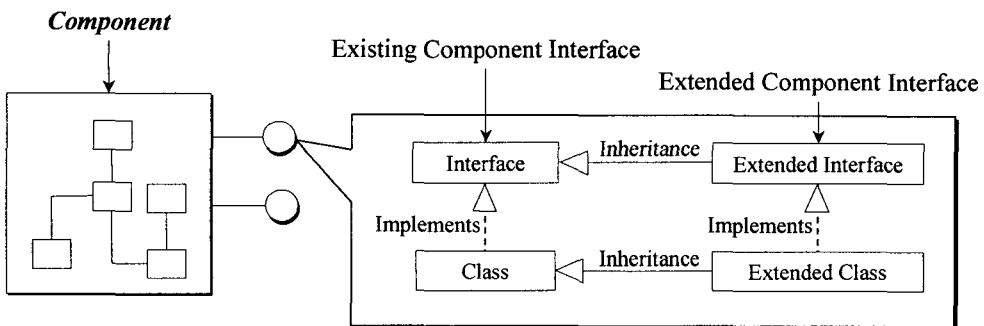 Component
Existing Component Interface
Extended Component Interface
Interface
Inheritance
Extended Interface
Implements
Implements
Class
Inheritance
Extended Class